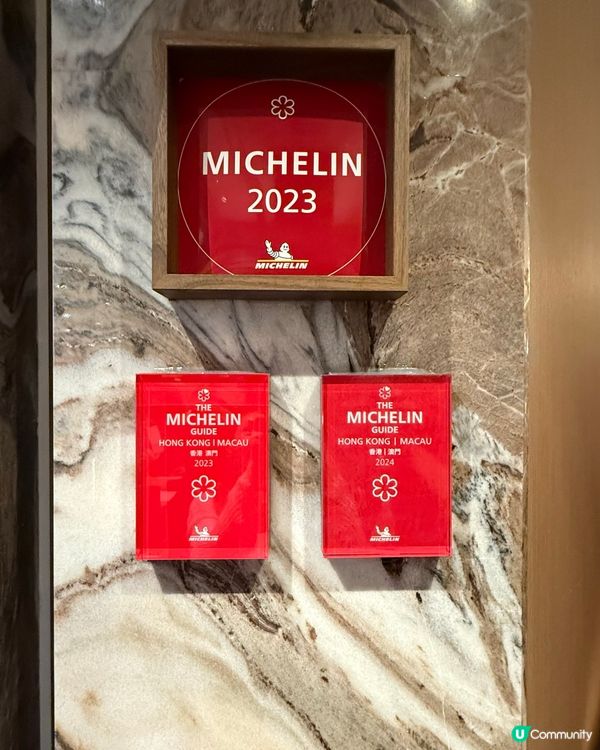 MICHELIN
2023
MICHELIN
THE
MICHELIN
GUIDE
HONG KONG | MACAU
香港 澳門
2023
MICHELIN
THE
MICHELIN
GUIDE
HONG KONG | MACAU
香港 | 澳門
2024
MICHELIN
U Community